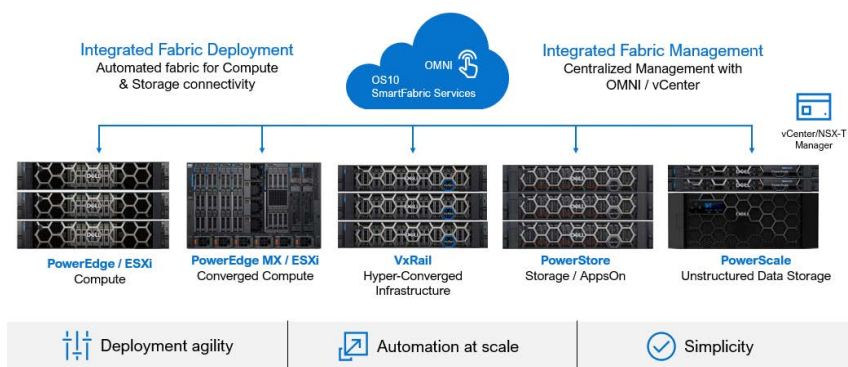 Integrated Fabric Deployment
Automated fabric for Compute
& Storage connectivity
OMNI
OS10
SmartFabric Services
Integrated Fabric Management
Centralized Management with
OMNI / vCenter
vCenter/NSX-T
Manager
PowerEdge / ESXi
Compute
PowerEdge MX / ESXi
Converged Compute
VxRail
Hyper-Converged
Infrastructure
PowerStore
Storage / AppsOn
PowerScale
Unstructured Data Storage
Deployment agility
Automation at scale
Simplicity